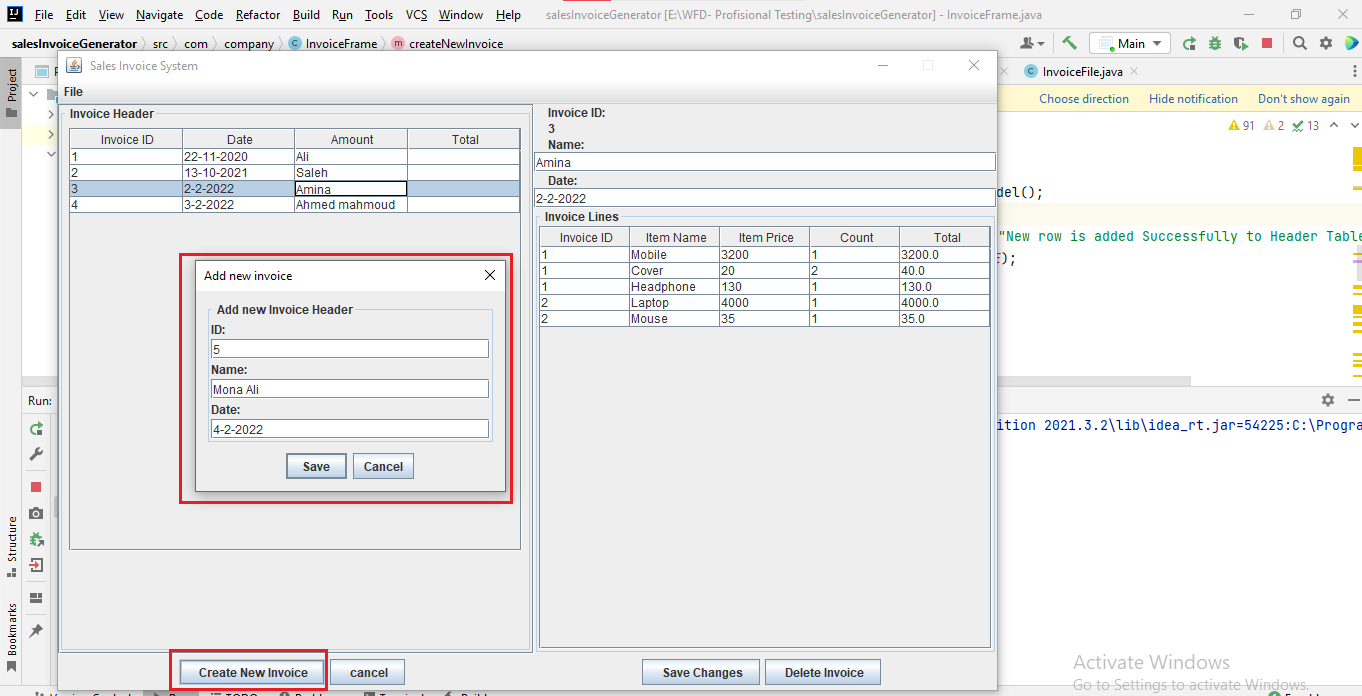 File Edit View Navigate Code Refactor Build Run Tools VCS Window Help salesInvoiceGenerator [E:\WFD- Profisional Testing\salesInvoiceGenerator] - InvoiceFrame.java
salesInvoiceGenerator src com company InvoiceFrame createNewInvoice Main
Sales Invoice System
InvoiceFile.java
Project
File
Choose direction Hide notification Don't show again
91 2 13
Invoice Header
Invoice ID Date Amount Total
1 22-11-2020 Ali
2 13-10-2021 Saleh
3 2-2-2022 Amina
4 3-2-2022 Ahmed mahmoud
Invoice ID:
3
Name:
Amina
Date:
2-2-2022
Invoice Lines
Invoice ID Item Name Item Price Count Total
1 Mobile 3200 1 3200.0
1 Cover 20 2 40.0
1 Headphone 130 1 130.0
2 Laptop 4000 1 4000.0
2 Mouse 35 1 35.0
del();
"New row is added Successfully to Header Table
);
Add new invoice
Add new Invoice Header
ID:
5
Name:
Mona Ali
Date:
4-2-2022
Save Cancel
Run:
ition 2021.3.2\lib\idea_rt.jar=54225:C:\Progra
Structure
Bookmarks
Create New Invoice cancel Save Changes Delete Invoice
Activate Windows
Go to Settings to activate Windows.